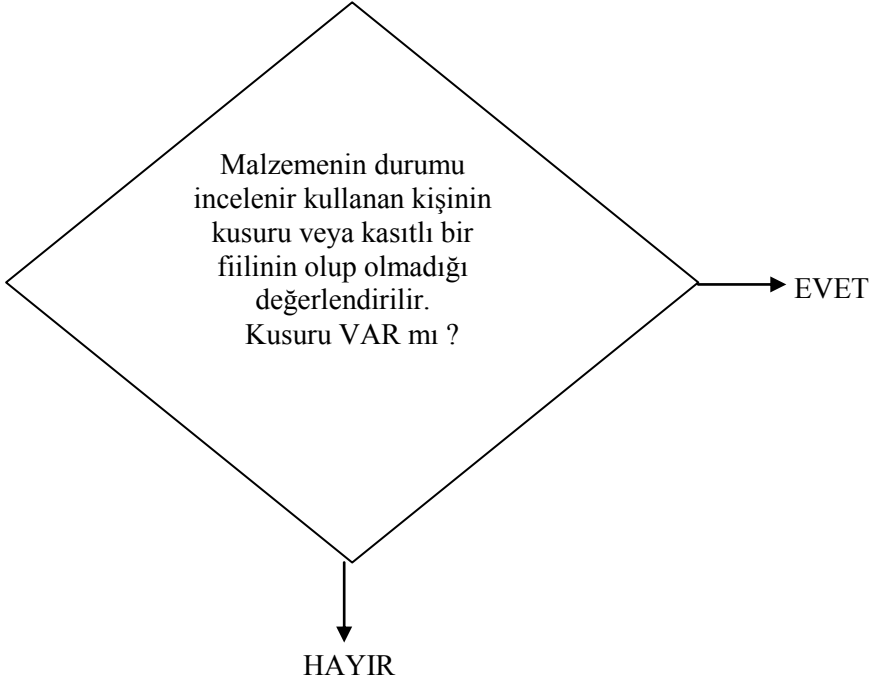 Malzemenin durumu
incelenir kullanan kişinin
kusuru veya kasıtlı bir
fiilinin olup olmadığı
değerlendirilir.
Kusuru VAR mı ?
EVET
HAYIR